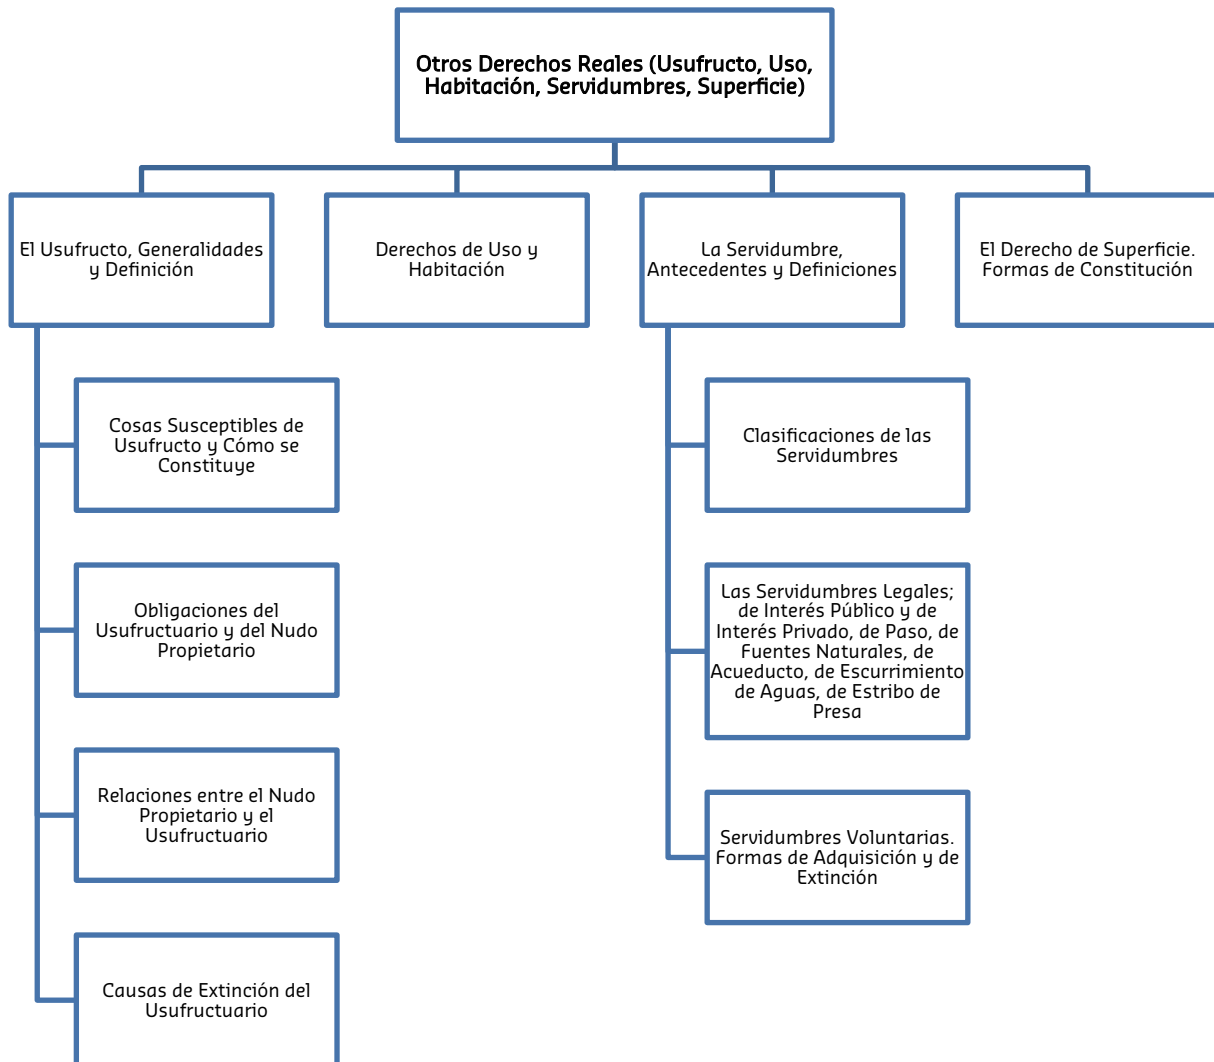 Otros Derechos Reales (Usufructo, Uso,
Habitación, Servidumbres, Superficie)
El Usufructo, Generalidades
y Definición
Derechos de Uso y
Habitación
La Servidumbre,
Antecedentes y Definiciones
El Derecho de Superficie.
Formas de Constitución
Cosas Susceptibles de
Usufructo y Cómo se
Constituye
Obligaciones del
Usufructuario y del Nudo
Propietario
Relaciones entre el Nudo
Propietario y el
Usufructuario
Causas de Extinción del
Usufructuario
Clasificaciones de las
Servidumbres
Las Servidumbres Legales;
de Interés Público y de
Interés Privado, de Paso, de
Fuentes Naturales, de
Acueducto, de Escurrimiento
de Aguas, de Estribo de
Presa
Servidumbres Voluntarias.
Formas de Adquisición y de
Extinción